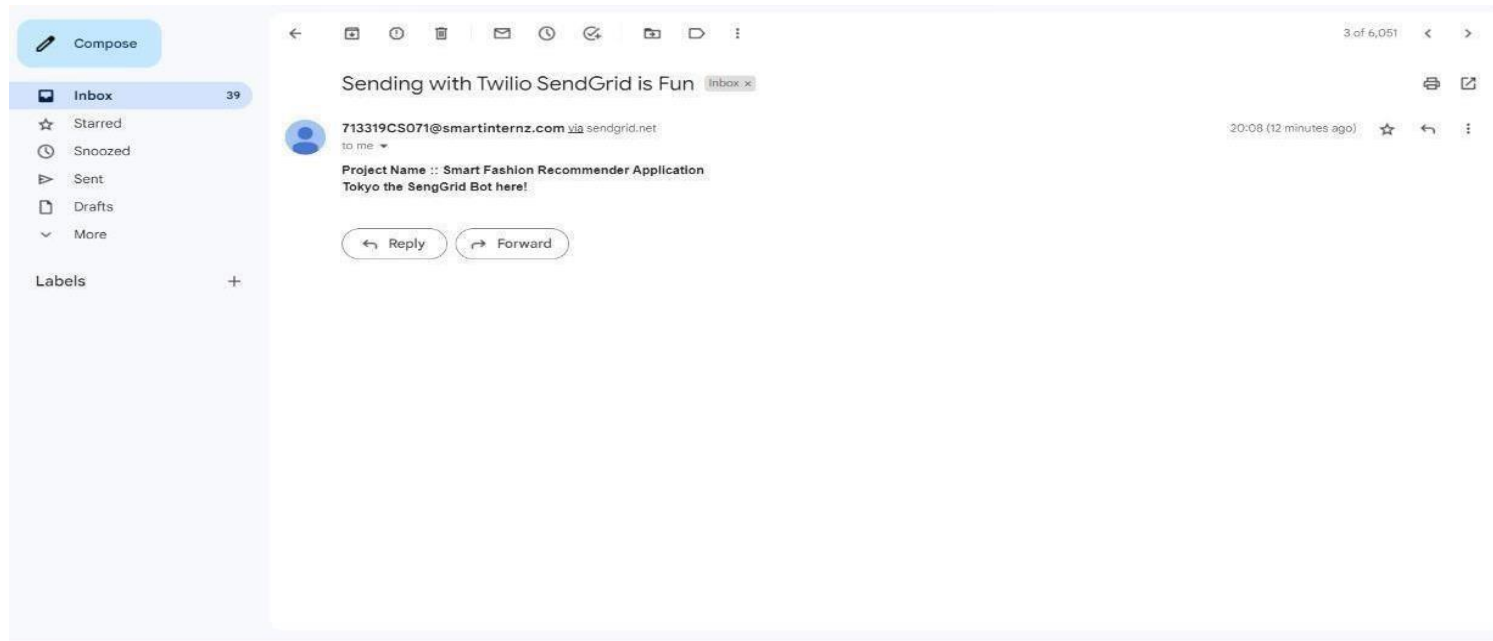 Compose
Inbox 39
Starred
Snoozed
Sent
Drafts
More
Labels
3 of 6,051
Sending with Twilio SendGrid is Fun Inbox ×
713319CS071@smartinternz.com via sendgrid.net
20:08 (12 minutes ago)
to me
Project Name :: Smart Fashion Recommender Application
Tokyo the SengGrid Bot here!
Reply Forward